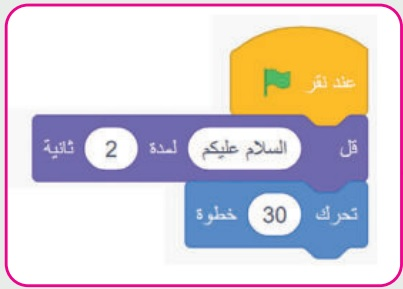 عند نقر
قل السلام عليكم لمدة 2 ثانية
تحرك 30 خطوة